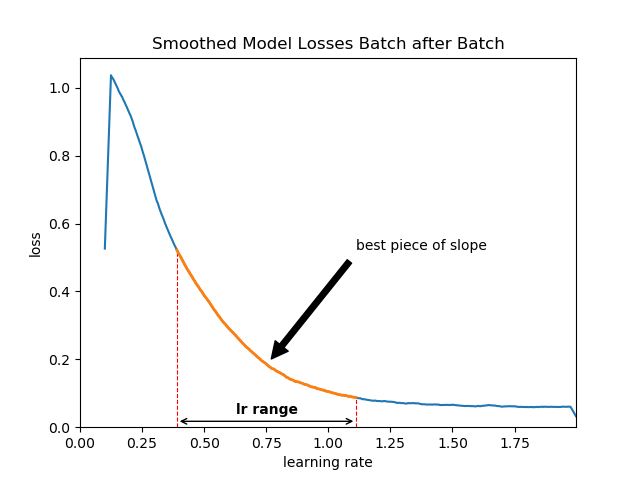 Smoothed Model Losses Batch after Batch
1.0
0.8
0.6
0.4
0.2
0.0
loss
best piece of slope
lr range
0.00 0.25 0.50 0.75 1.00 1.25 1.50 1.75
learning rate